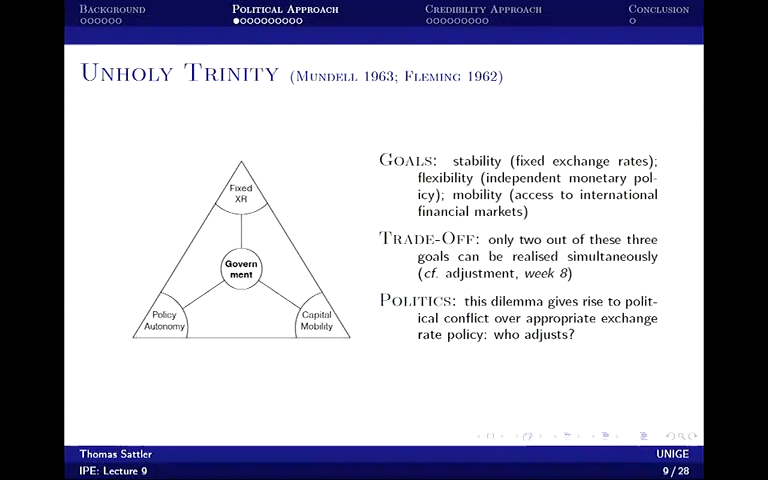 Background Political Approach Credibility Approach Conclusion
Unholy Trinity (Mundell 1963; Fleming 1962)
Fixed
XR
Govern
ment
Policy
Autonomy
Capital
Mobility
Goals: stability (fixed exchange rates);
flexibility (independent monetary pol-
icy); mobility (access to international
financial markets)
Trade-Off: only two out of these three
goals can be realised simultaneously
(cf. adjustment, week 8)
Politics: this dilemma gives rise to polit-
ical conflict over appropriate exchange
rate policy: who adjusts?
Thomas Sattler UNIGE
IPE: Lecture 9 9 / 28